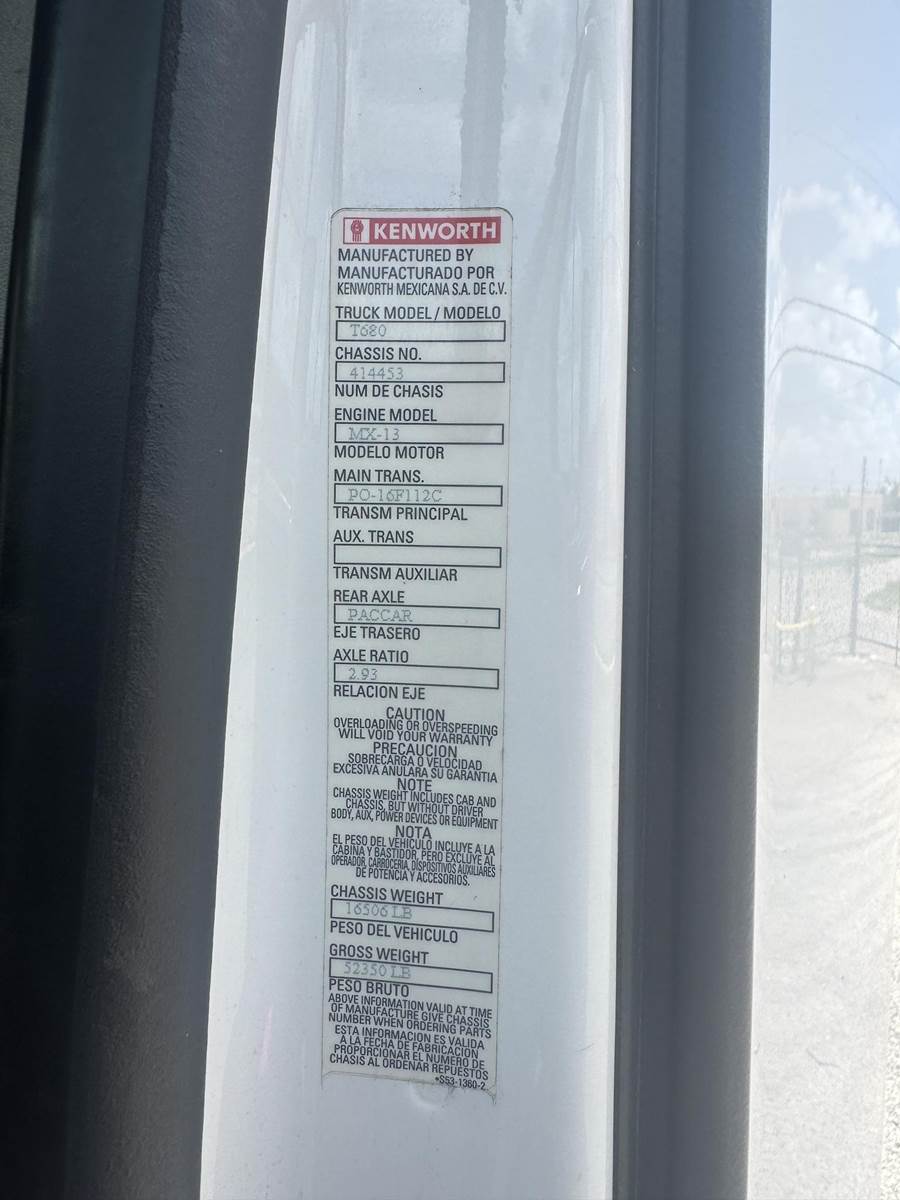 KENWORTH
MANUFACTURED BY
MANUFACTURADO POR
KENWORTH MEXICANA S.A. DE C.V.
TRUCK MODEL / MODELO
T680
CHASSIS NO.
414453
NUM DE CHASIS
ENGINE MODEL
MX-13
MODELO MOTOR
MAIN TRANS.
PO-16F112C
TRANSM PRINCIPAL
AUX. TRANS
TRANSM AUXILIAR
REAR AXLE
PACCAR
EJE TRASERO
AXLE RATIO
2.93
RELACION EJE
CAUTION
OVERLOADING OR OVERSPEEDING
WILL VOID YOUR WARRANTY
PRECAUCION
SOBRECARGA O VELOCIDAD
EXCESIVA ANULARA SU GARANTIA
NOTE
CHASSIS WEIGHT INCLUDES CAB AND
CHASSIS, BUT WITHOUT DRIVER
BODY, AUX, POWER DEVICES OR EQUIPMENT
NOTA
EL PESO DEL VEHICULO INCLUYE A LA
CABINA Y BASTIDOR, PERO EXCLUYE AL
OPERADOR, CARROCERIA, DISPOSITIVOS AUXILIARES
DE POTENCIA Y ACCESORIOS.
CHASSIS WEIGHT
16506 LB
PESO DEL VEHICULO
GROSS WEIGHT
52350 LB
PESO BRUTO
ABOVE INFORMATION VALID AT TIME
OF MANUFACTURE GIVE CHASSIS
NUMBER WHEN ORDERING PARTS
ESTA INFORMACION ES VALIDA
A LA FECHA DE FABRICACION
PROPORCIONAR EL NUMERO DE
CHASIS AL ORDENAR REPUESTOS
*S53-1360-2